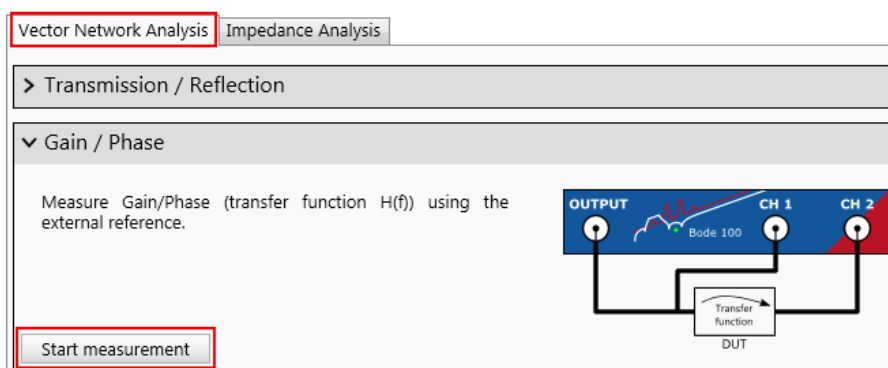 Vector Network Analysis Impedance Analysis
Transmission / Reflection
Gain / Phase
Measure Gain/Phase (transfer function H(f)) using the
external reference.
OUTPUT CH 1 CH 2
Bode 100
Transfer
function
DUT
Start measurement